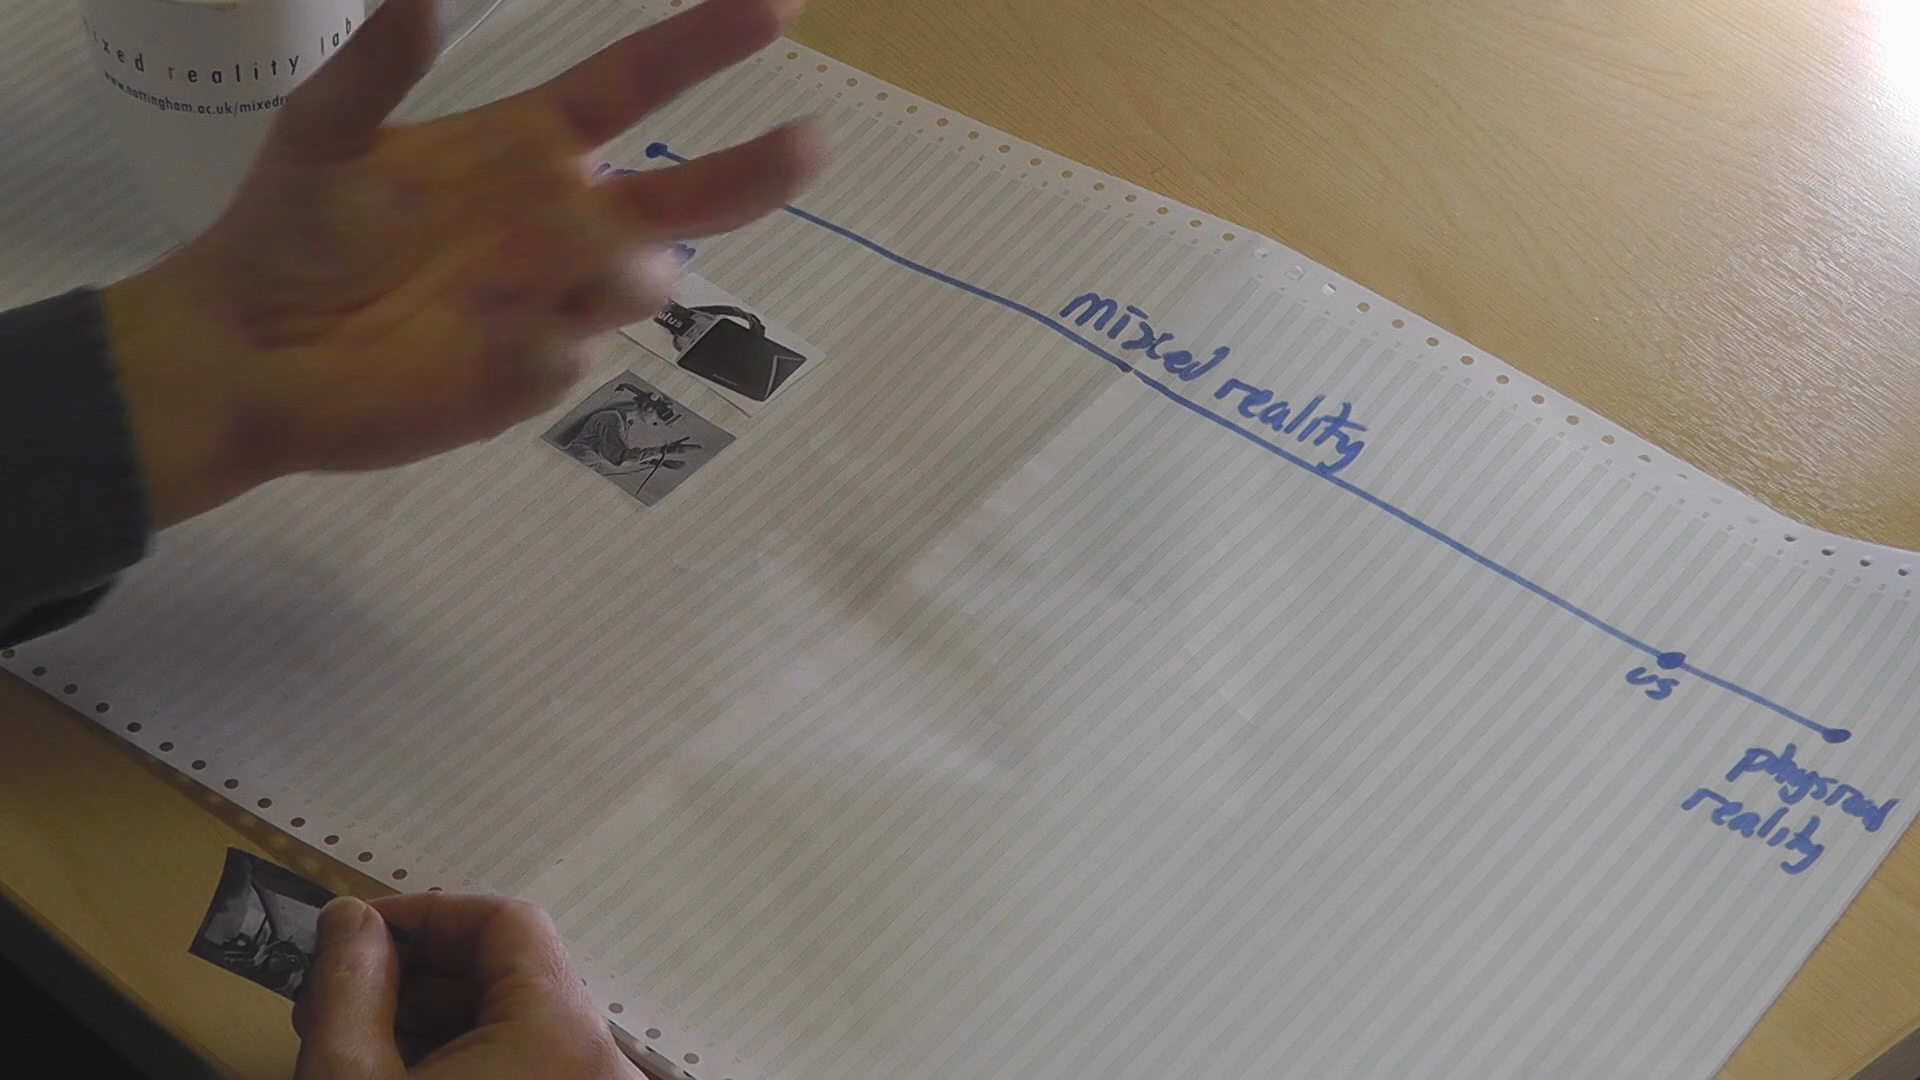 mixed reality lab
www.nottingham.ac.uk/mixedr
mixed reality
us
physical
reality